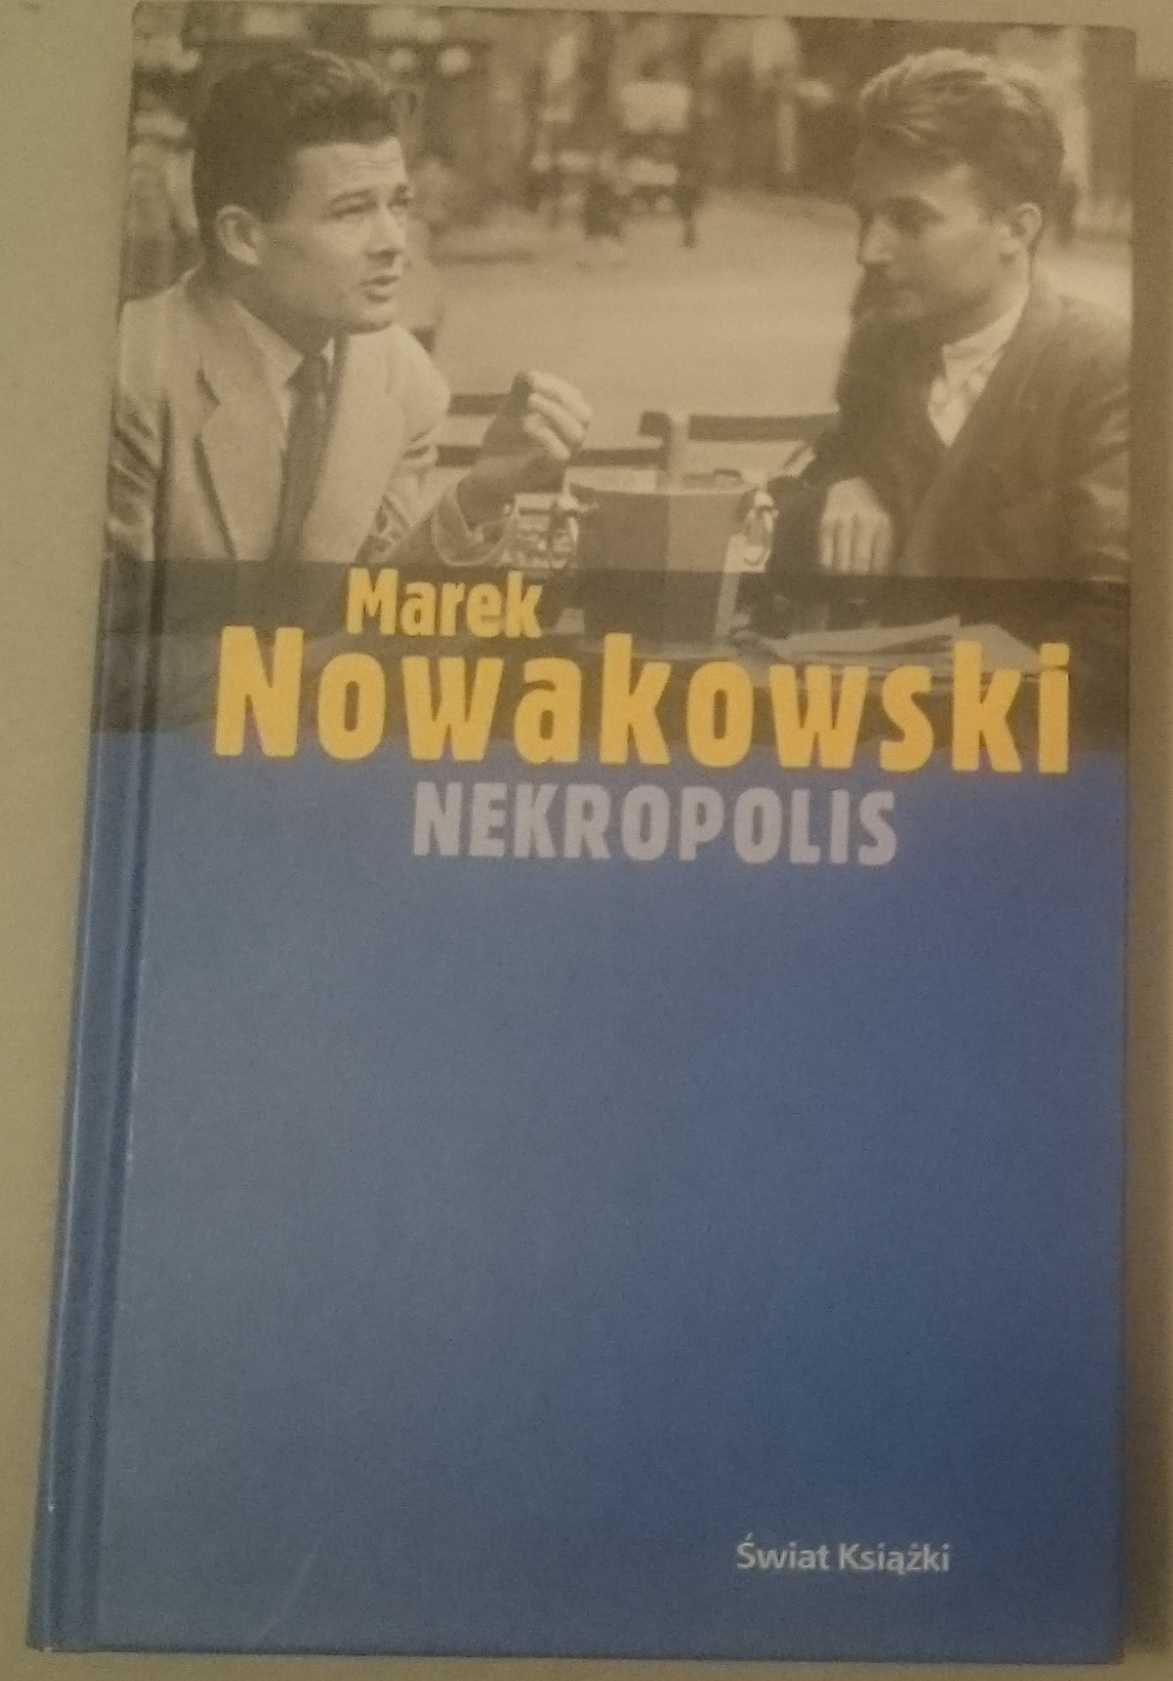 Marek
Nowakowski
NEKROPOLIS
Świat Książki